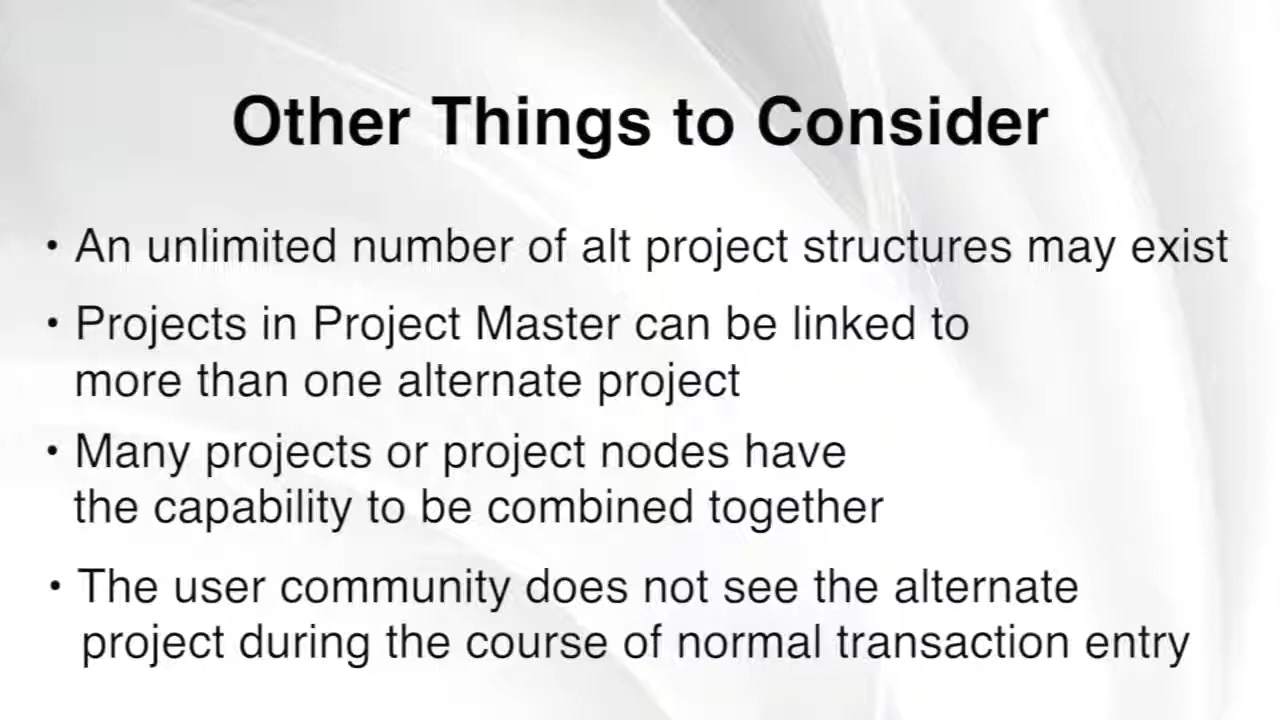 Other Things to Consider
• An unlimited number of alt project structures may exist
• Projects in Project Master can be linked to
more than one alternate project
• Many projects or project nodes have
the capability to be combined together
• The user community does not see the alternate
project during the course of normal transaction entry